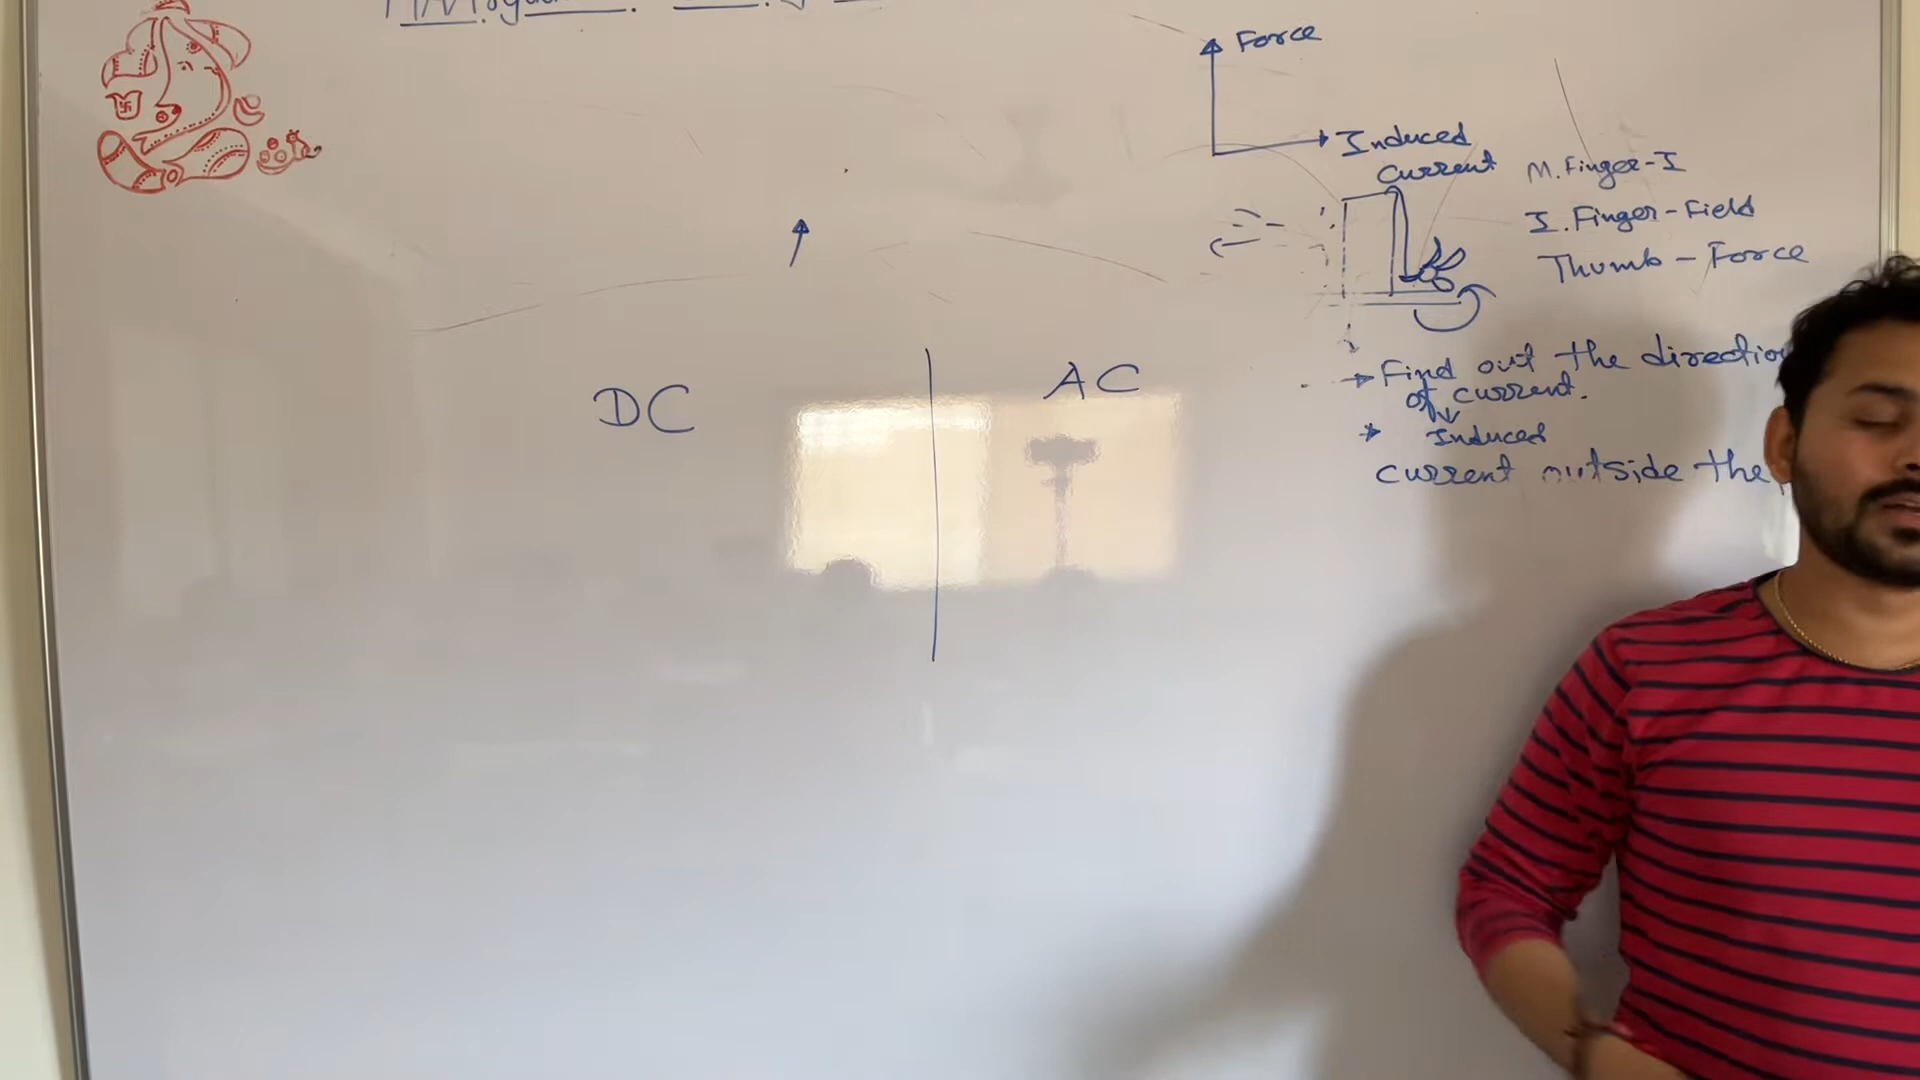 Force
Induced
Current
M. Finger-I
I. Finger-Field
Thumb - Force
DC
AC
Find out the direction
of current.
Induced
current outside the